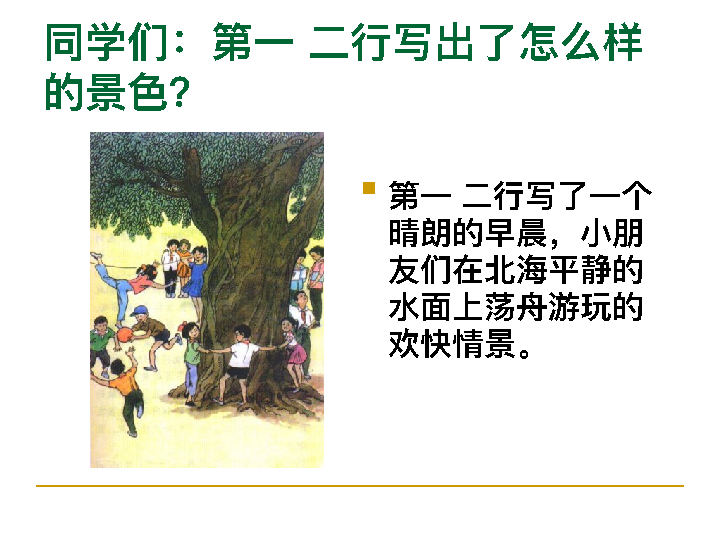 同学们：第一 二行写出了怎么样
的景色?
第一 二行写了一个
晴朗的早晨，小朋
友们在北海平静的
水面上荡舟游玩的
欢快情景。